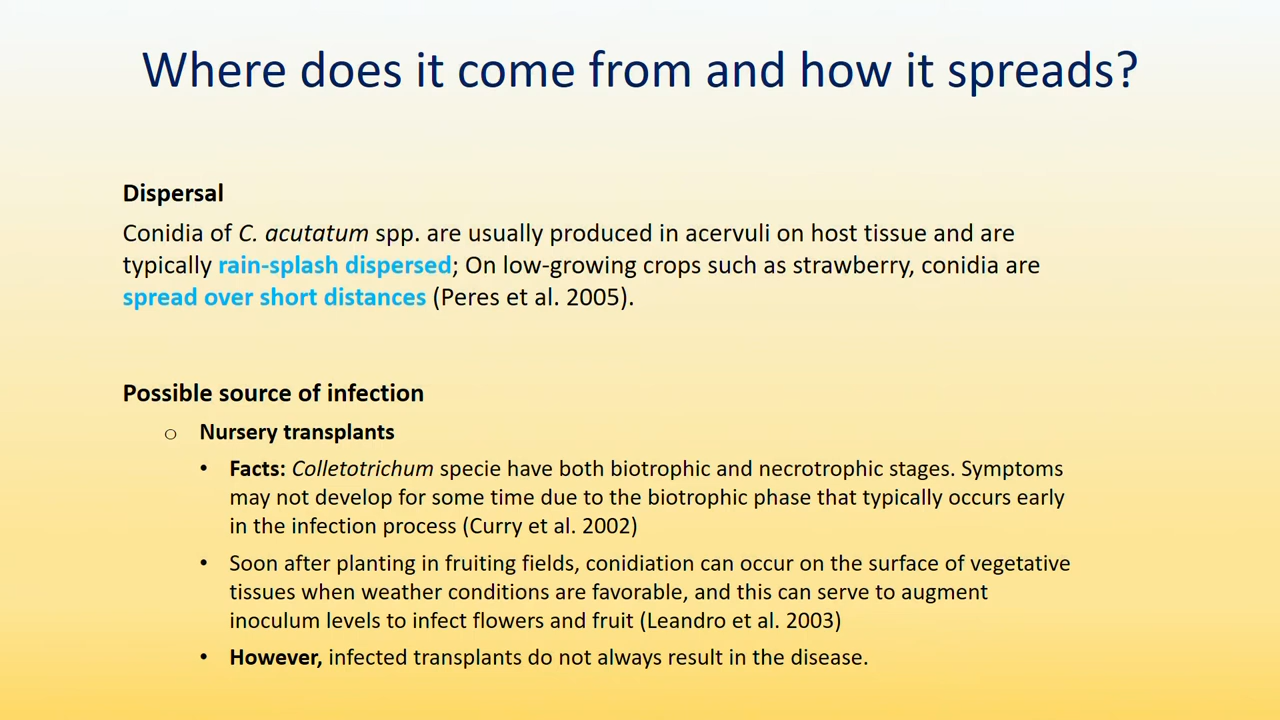 Where does it come from and how it spreads?
Dispersal
Conidia of C. acutatum spp. are usually produced in acervuli on host tissue and are
typically rain-splash dispersed; On low-growing crops such as strawberry, conidia are
spread over short distances (Peres et al. 2005).
Possible source of infection
o Nursery transplants
• Facts: Colletotrichum specie have both biotrophic and necrotrophic stages. Symptoms
may not develop for some time due to the biotrophic phase that typically occurs early
in the infection process (Curry et al. 2002)
• Soon after planting in fruiting fields, conidiation can occur on the surface of vegetative
tissues when weather conditions are favorable, and this can serve to augment
inoculum levels to infect flowers and fruit (Leandro et al. 2003)
• However, infected transplants do not always result in the disease.